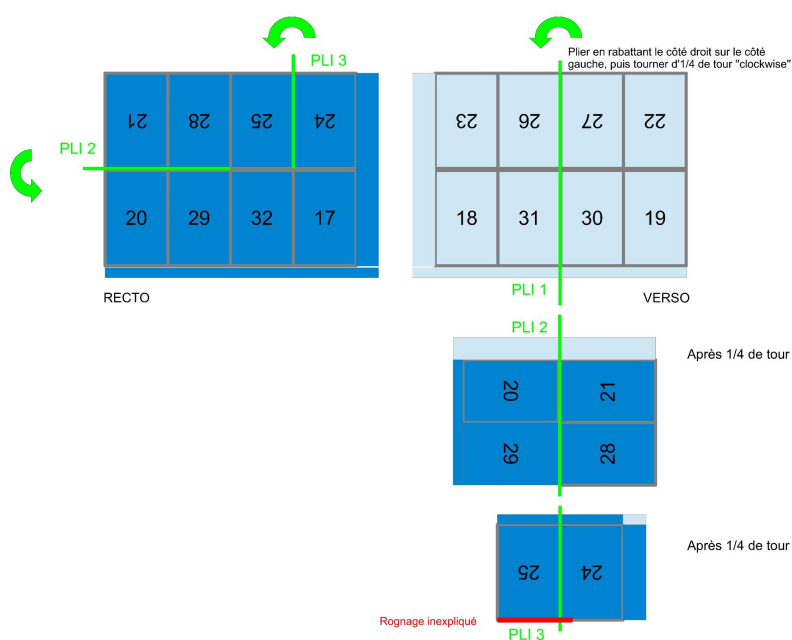 PLI 3
Plier en rabattant le côté droit sur le côté
gauche, puis tourner d'1/4 de tour "clockwise"
21 28 25 24
23 26 27 22
PLI 2
20 29 32 17
18 31 30 19
PLI 1
RECTO
VERSO
PLI 2
Après 1/4 de tour
20 21
29 28
Après 1/4 de tour
25 24
Rognage inexpliqué
PLI 3